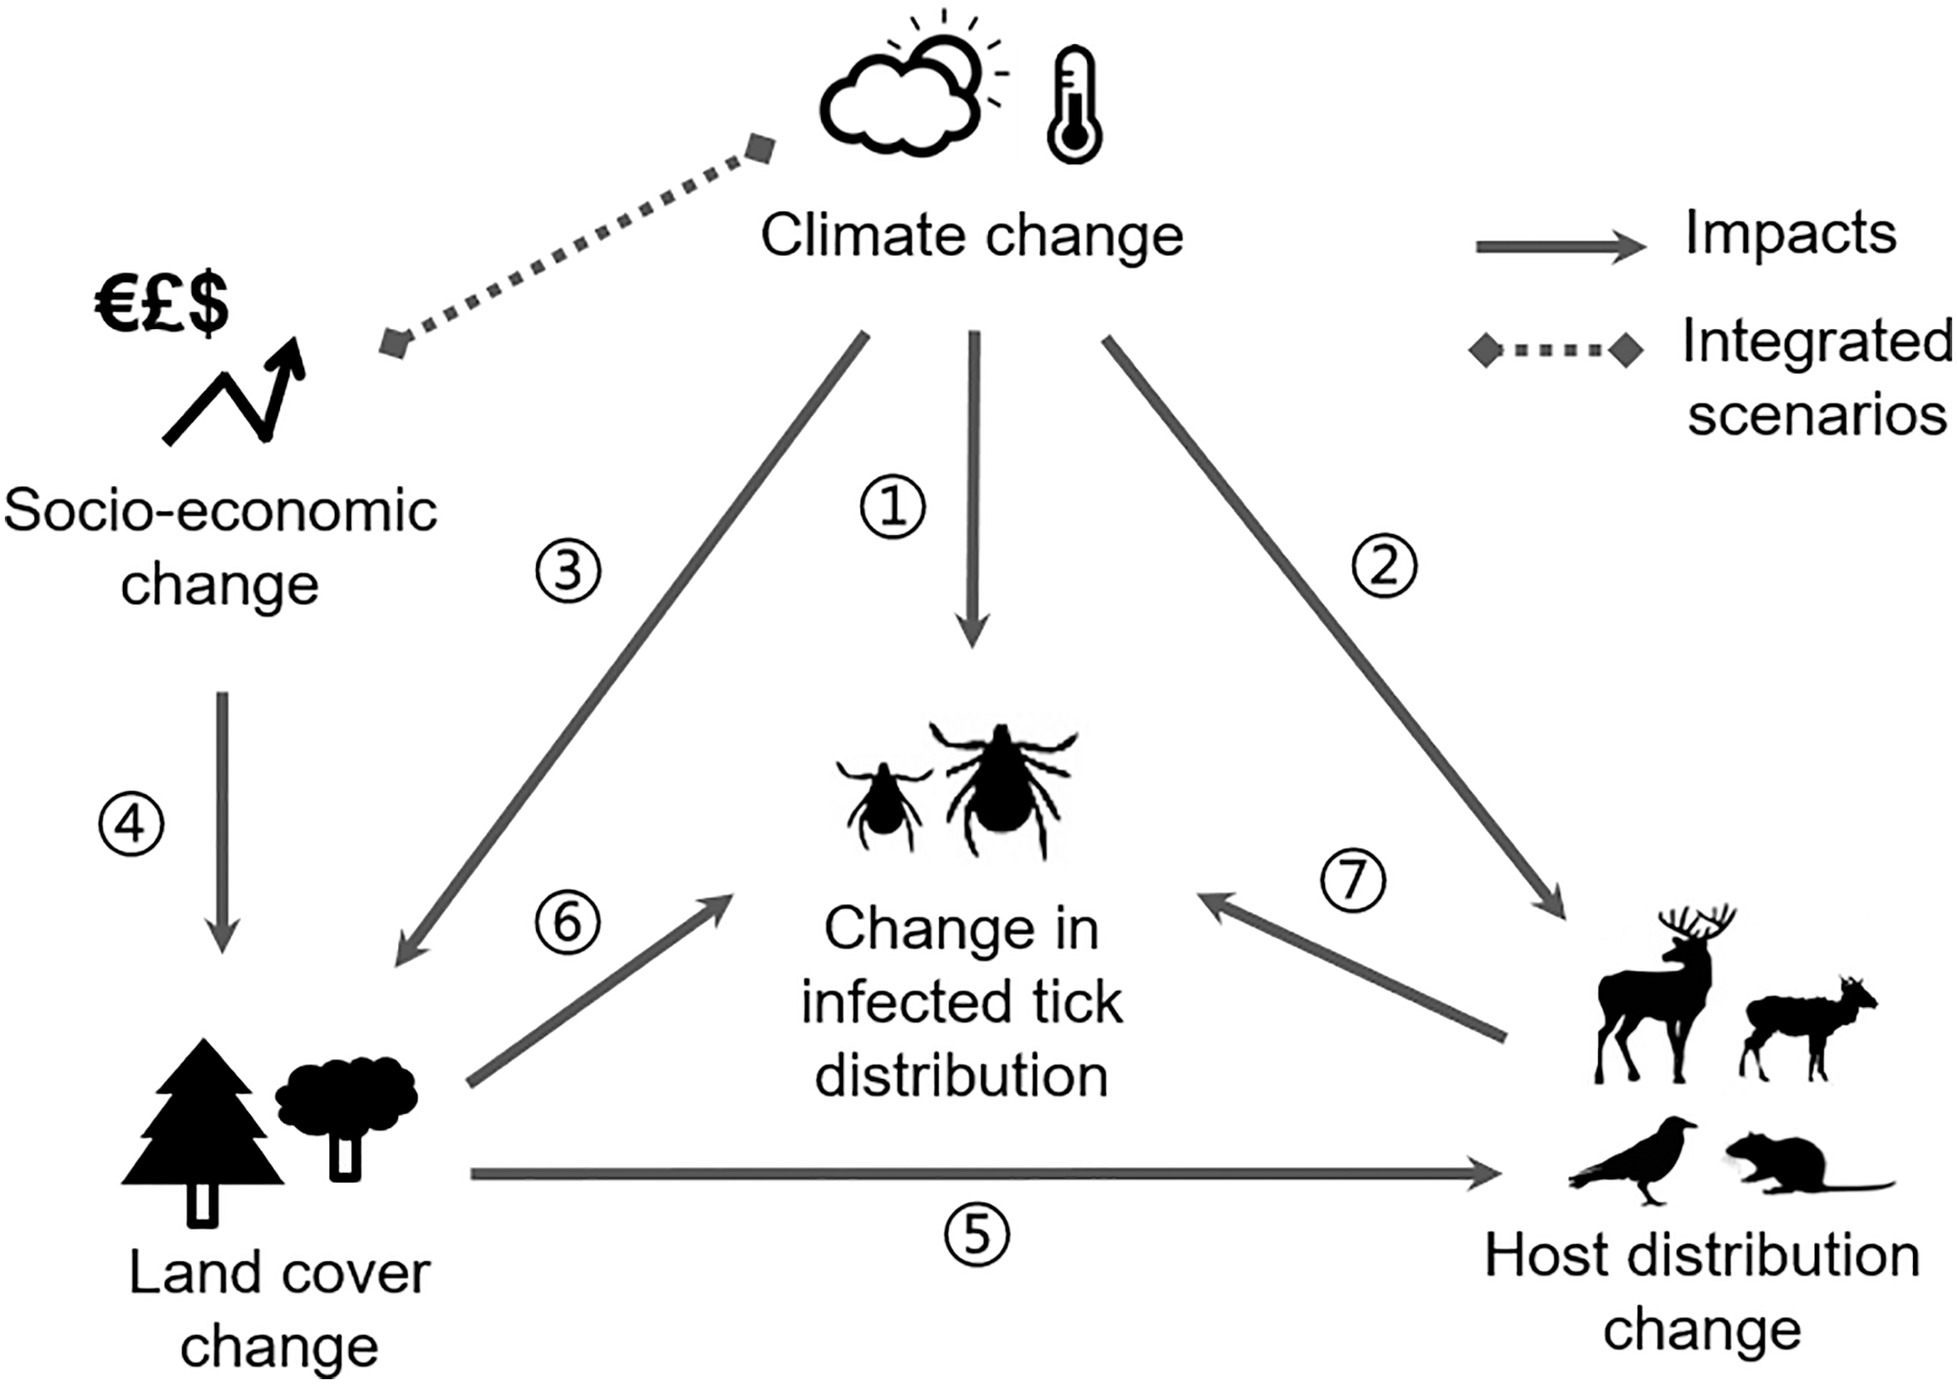 Climate change
Impacts
Integrated
scenarios
€£$
Socio-economic
change
①
②
③
④
⑥
⑦
Change in
infected tick
distribution
⑤
Land cover
change
Host distribution
change